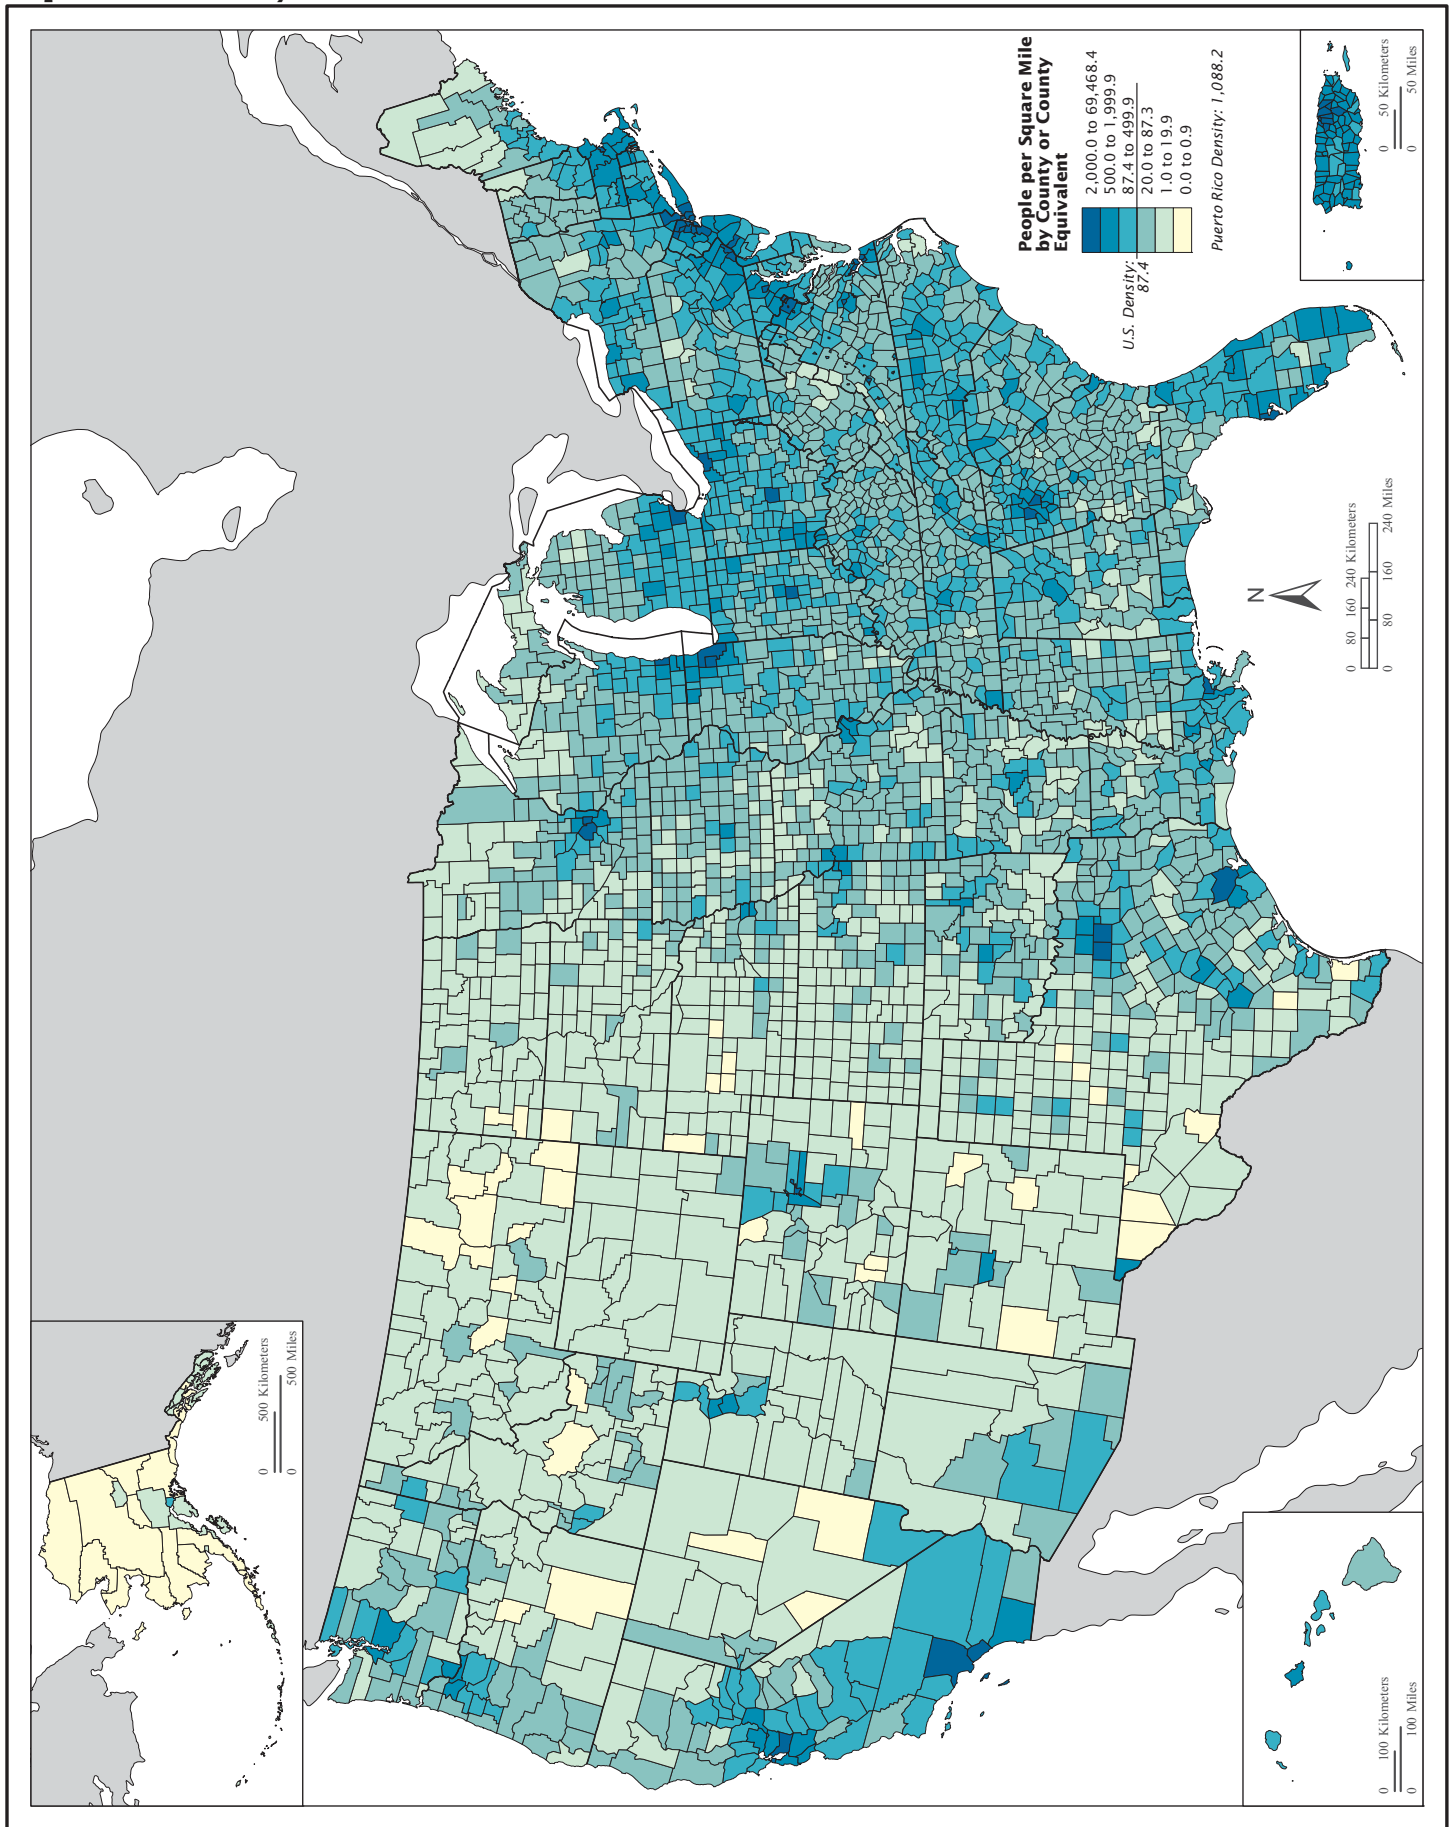 People per Square Mile
by County or County
Equivalent
2,000.0 to 69,468.4
500.0 to 1,999.9
87.4 to 499.9
U.S. Density:
87.4
20.0 to 87.3
1.0 to 19.9
0.0 to 0.9
Puerto Rico Density: 1,088.2
0 500 Kilometers
0 500 Miles
0 100 Kilometers
0 100 Miles
N
0 80 160 240 Kilometers
0 80 160 240 Miles
0 50 Kilometers
0 50 Miles